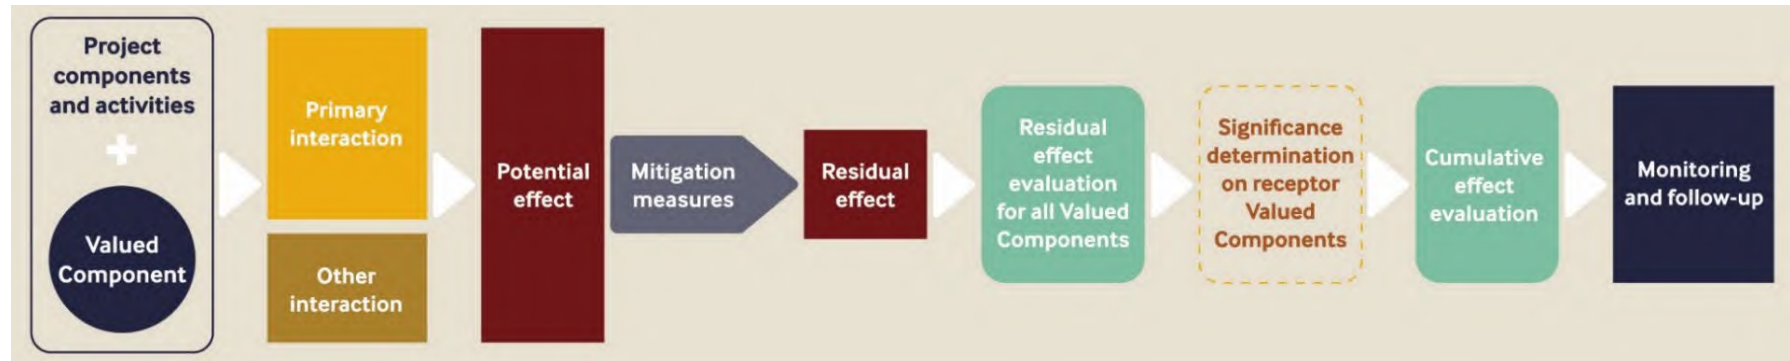 Project
components
and activities
+
Valued
Component
Primary
interaction
Other
interaction
Potential
effect
Mitigation
measures
Residual
effect
Residual
effect
evaluation
for all Valued
Components
Significance
determination
on receptor
Valued
Components
Cumulative
effect
evaluation
Monitoring
and follow-up